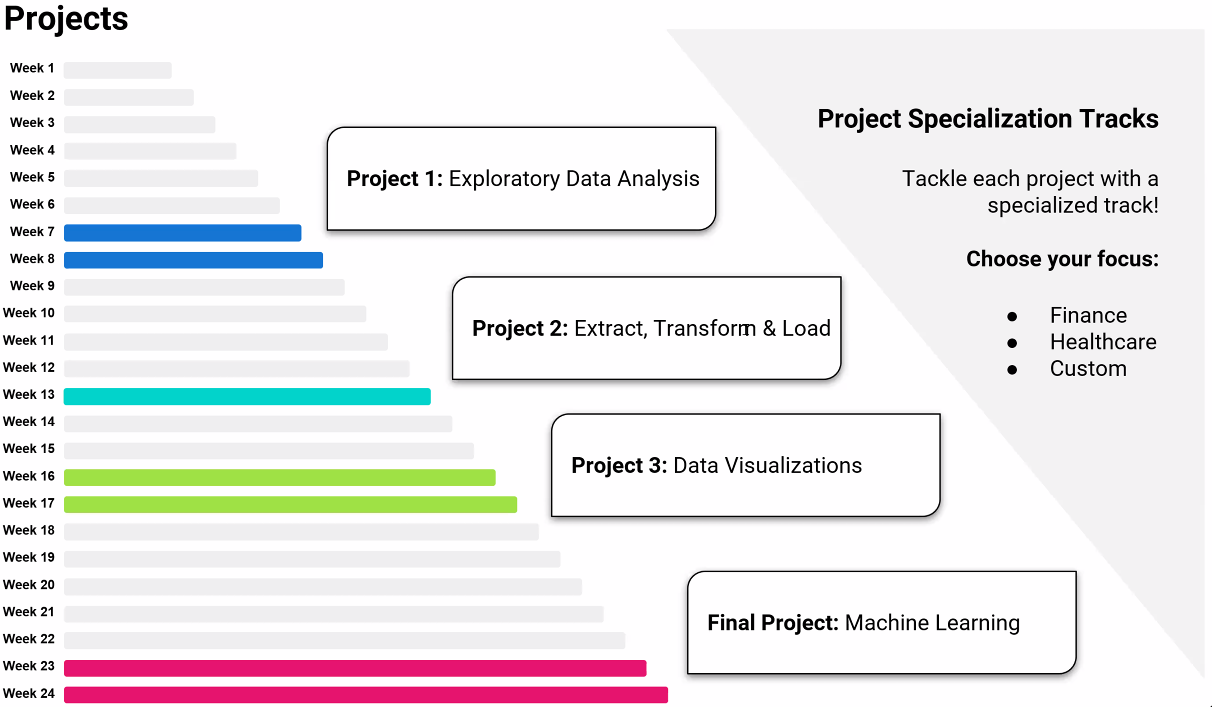 Projects
Week 1
Week 2
Week 3
Week 4
Week 5
Week 6
Week 7
Week 8
Week 9
Week 10
Week 11
Week 12
Week 13
Week 14
Week 15
Week 16
Week 17
Week 18
Week 19
Week 20
Week 21
Week 22
Week 23
Week 24
Project 1: Exploratory Data Analysis
Project 2: Extract, Transform & Load
Project 3: Data Visualizations
Final Project: Machine Learning
Project Specialization Tracks
Tackle each project with a
specialized track!
Choose your focus:
● Finance
● Healthcare
● Custom